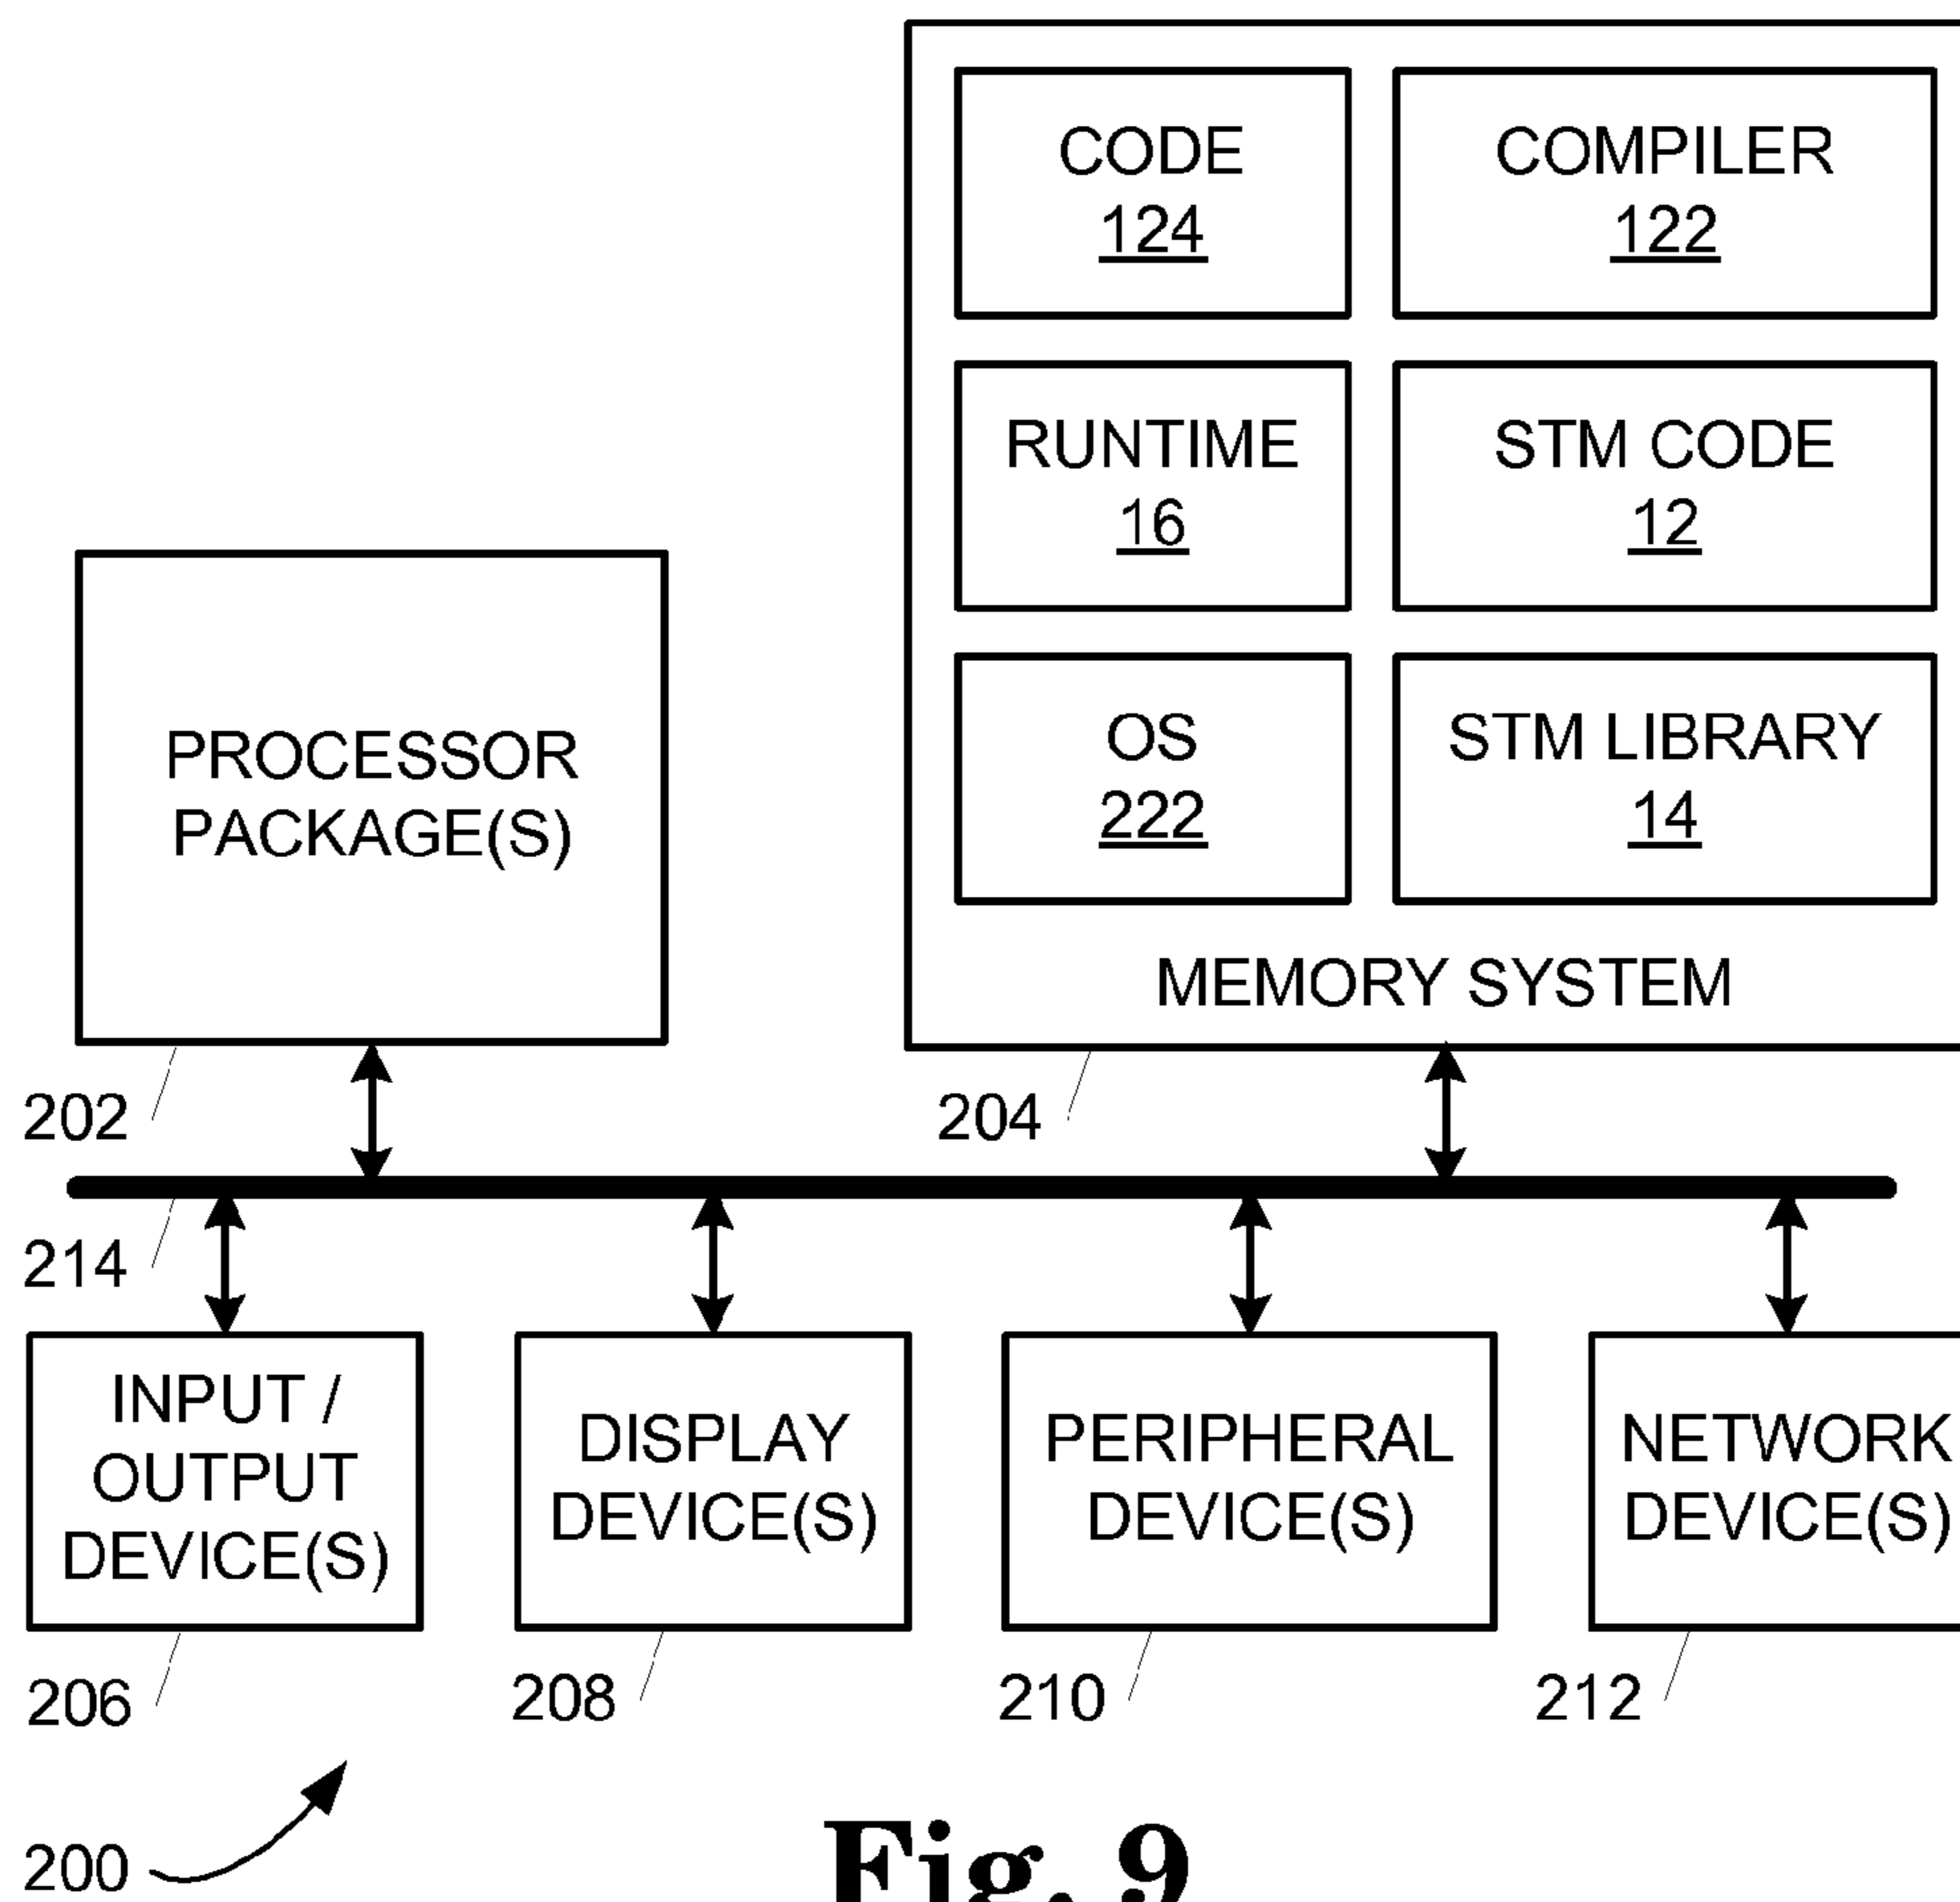 CODE
124
COMPILER
122
RUNTIME
16
STM CODE
12
OS
222
STM LIBRARY
14
MEMORY SYSTEM
PROCESSOR
PACKAGE(S)
202
204
214
INPUT /
OUTPUT
DEVICE(S)
DISPLAY
DEVICE(S)
PERIPHERAL
DEVICE(S)
NETWORK
DEVICE(S)
206
208
210
212
200
Fig. 9